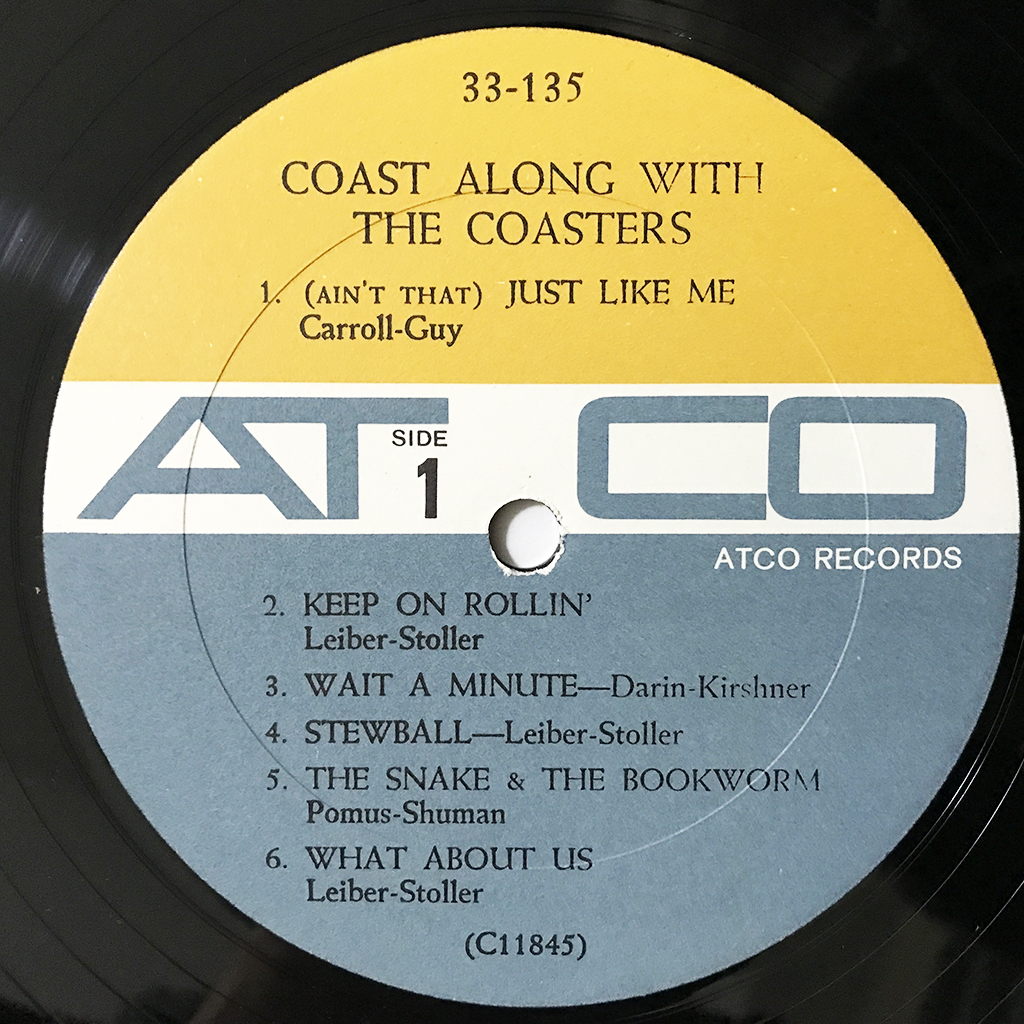 33-135
COAST ALONG WITH
THE COASTERS
1. (AIN'T THAT) JUST LIKE ME
Carroll-Guy
ATCO
SIDE
1
ATCO RECORDS
2. KEEP ON ROLLIN'
Leiber-Stoller
3. WAIT A MINUTE—Darin-Kirshner
4. STEWBALL—Leiber-Stoller
5. THE SNAKE & THE BOOKWORM
Pomus-Shuman
6. WHAT ABOUT US
Leiber-Stoller
(C11845)